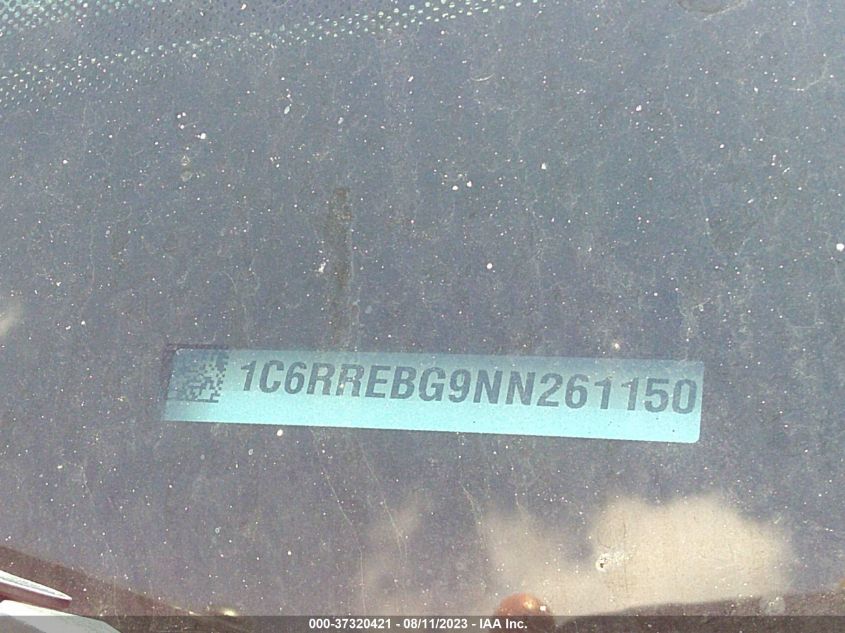 1C6RREBG9NN261150
000-37320421 - 08/11/2023 - IAA Inc.